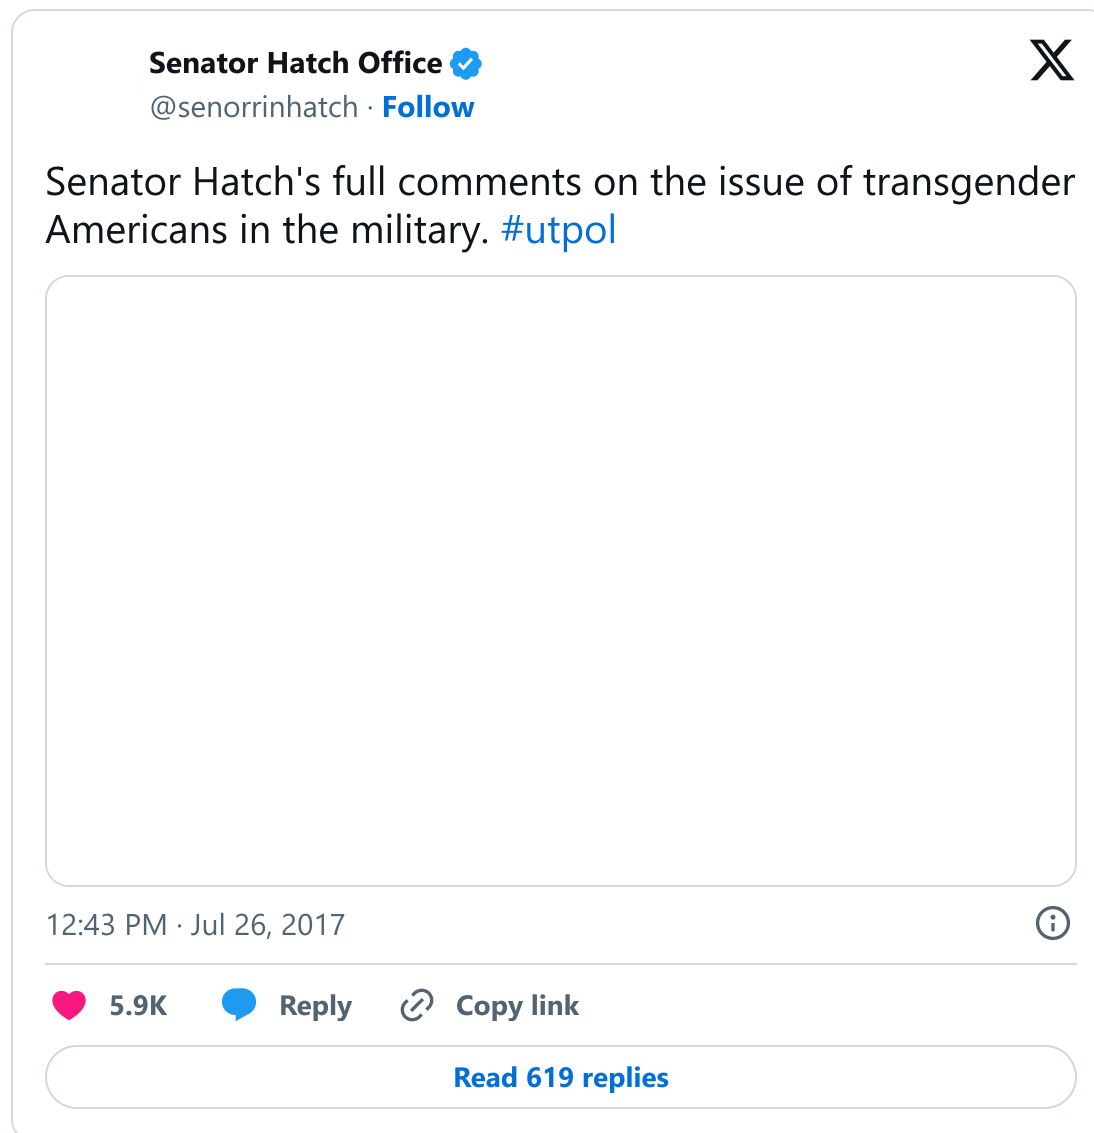 Senator Hatch Office
@senorrinhatch · Follow
Senator Hatch's full comments on the issue of transgender
Americans in the military. #utpol
12:43 PM · Jul 26, 2017
5.9K Reply Copy link
Read 619 replies